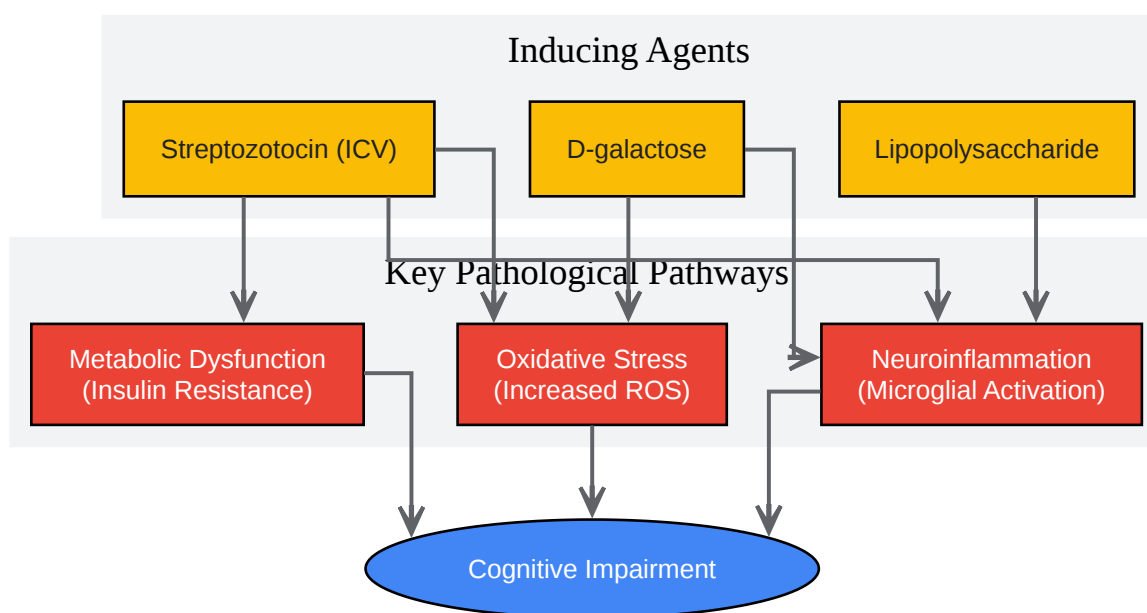 Inducing Agents
Streptozotocin (ICV)
D-galactose
Lipopolysaccharide
Key Pathological Pathways
Metabolic Dysfunction
(Insulin Resistance)
Oxidative Stress
(Increased ROS)
Neuroinflammation
(Microglial Activation)
Cognitive Impairment